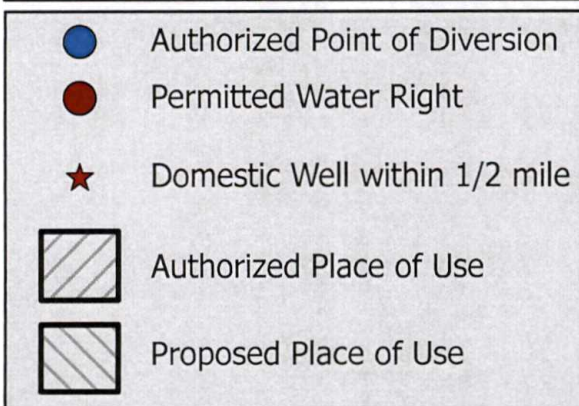 Authorized Point of Diversion
Permitted Water Right
Domestic Well within 1/2 mile
Authorized Place of Use
Proposed Place of Use